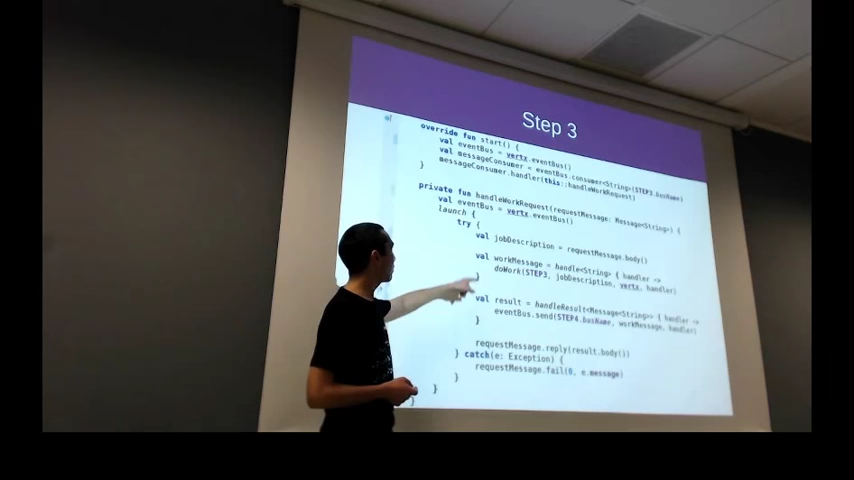 Step 3
override fun start() {
val eventBus = vertx.eventBus()
val messageConsumer = eventBus.consumer<String>(STEP3.busName)
messageConsumer.handler(this::handleWorkRequest)
}
private fun handleWorkRequest(requestMessage: Message<String>) {
val eventBus = vertx.eventBus()
launch {
try {
val jobDescription = requestMessage.body()
val workMessage = handle<String> { handler ->
doWork(STEP3, jobDescription, vertx, handler)
}
val result = handleResult<Message<String>> { handler ->
eventBus.send(STEP4.busName, workMessage, handler)
}
requestMessage.reply(result.body())
} catch(e: Exception) {
requestMessage.fail(0, e.message)
}
}
}